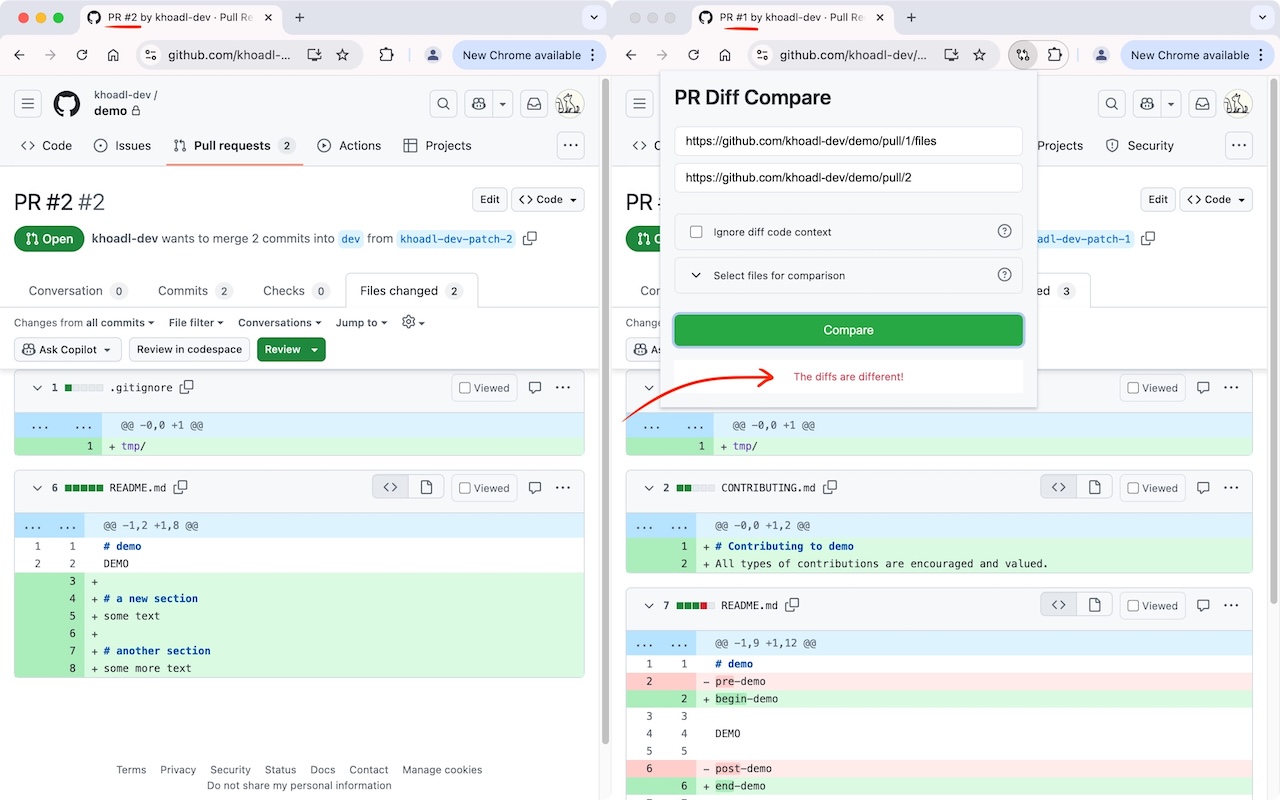 PR #2 by khoadl-dev · Pull Re
github.com/khoadl-...
New Chrome available
khoadl-dev /
demo
Code
Issues
Pull requests 2
Actions
Projects
PR #2 #2
Edit
Code
Open
khoadl-dev wants to merge 2 commits into dev from khoadl-dev-patch-2
Conversation 0
Commits 2
Checks 0
Files changed 2
Changes from all commits
File filter
Conversations
Jump to
Ask Copilot
Review in codespace
Review
1 .gitignore
Viewed
... ... @@ -0,0 +1 @@
1 + tmp/
6 README.md
Viewed
... ... @@ -1,2 +1,8 @@
1 1 # demo
2 2 DEMO
3 +
4 + # a new section
5 + some text
6 +
7 + # another section
8 + some more text
Terms Privacy Security Status Docs Contact Manage cookies
Do not share my personal information
PR #1 by khoadl-dev · Pull Re
github.com/khoadl-dev/...
New Chrome available
PR Diff Compare
https://github.com/khoadl-dev/demo/pull/1/files
https://github.com/khoadl-dev/demo/pull/2
Ignore diff code context
Select files for comparison
Compare
The diffs are different!
Projects
Security
PR
Edit
Code
adl-dev-patch-1
Co
ed 3
Change
As
Viewed
... ... @@ -0,0 +1 @@
1 + tmp/
2 CONTRIBUTING.md
Viewed
... ... @@ -0,0 +1,2 @@
1 + # Contributing to demo
2 + All types of contributions are encouraged and valued.
7 README.md
Viewed
... ... @@ -1,9 +1,12 @@
1 1 # demo
2 - pre-demo
2 + begin-demo
3 3
4 4 DEMO
5 5
6 - post-demo
6 + end-demo